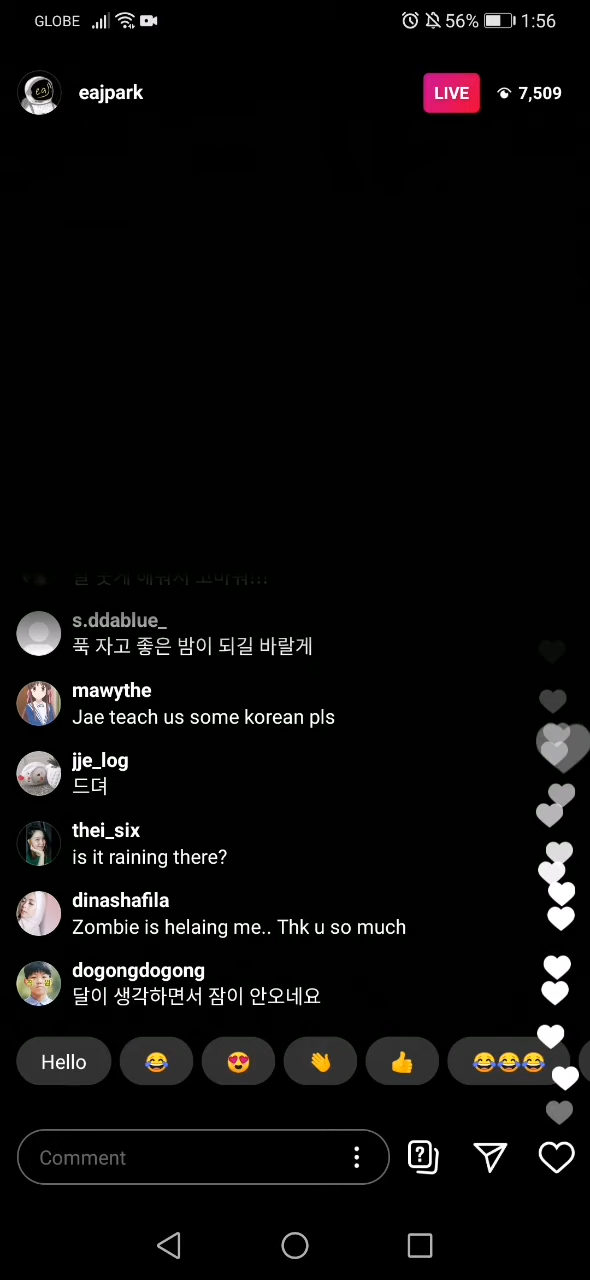 GLOBE 56% 1:56
eajpark LIVE 7,509
s.ddablue_
푹 자고 좋은 밤이 되길 바랄게
mawythe
Jae teach us some korean pls
jje_log
드뎌
thei_six
is it raining there?
dinashafila
Zombie is helaing me.. Thk u so much
dogongdogong
달이 생각하면서 잠이 안오네요
Hello
Comment